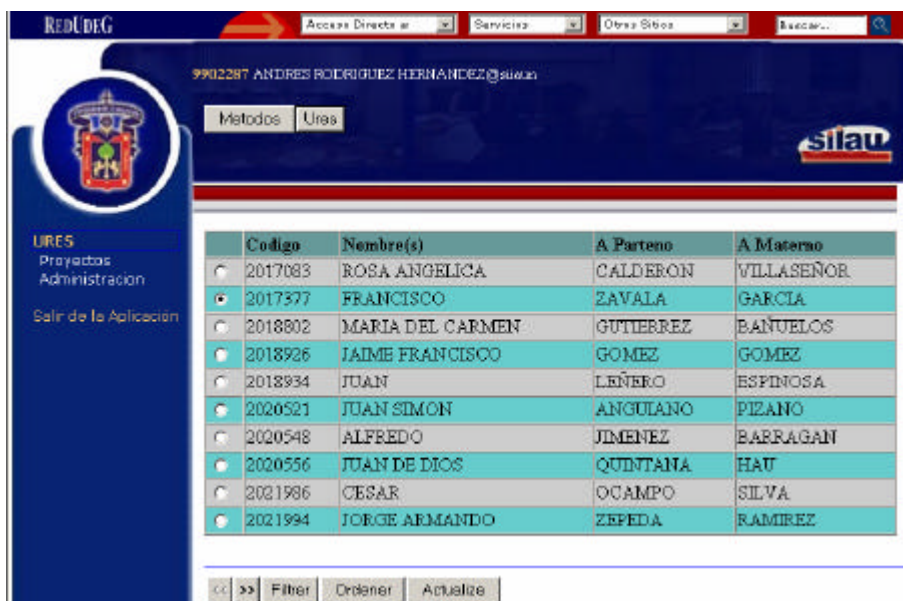 REDUDEG Acceso Directo a: Servicios Otros Sitios Buscar...
9902287 ANDRES RODRIGUEZ HERNANDEZ@siiaun
Metodos Ures
silau
URES
Proyectos
Administracion
Salir de la Aplicación
Codigo Nombre(s) A Parteno A Materno
2017083 ROSA ANGELICA CALDERON VILLASEÑOR
2017377 FRANCISCO ZAVALA GARCIA
2018802 MARIA DEL CARMEN GUTIERREZ BAÑUELOS
2018926 JAIME FRANCISCO GOMEZ GOMEZ
2018934 JUAN LEÑERO ESPINOSA
2020521 JUAN SIMON ANGUIANO PIZANO
2020548 ALFREDO JIMENEZ BARRAGAN
2020556 JUAN DE DIOS QUINTANA HAU
2021986 CESAR OCAMPO SILVA
2021994 JORGE ARMANDO ZEPEDA RAMIREZ
<< >> Filtrar Ordenar Actualiza